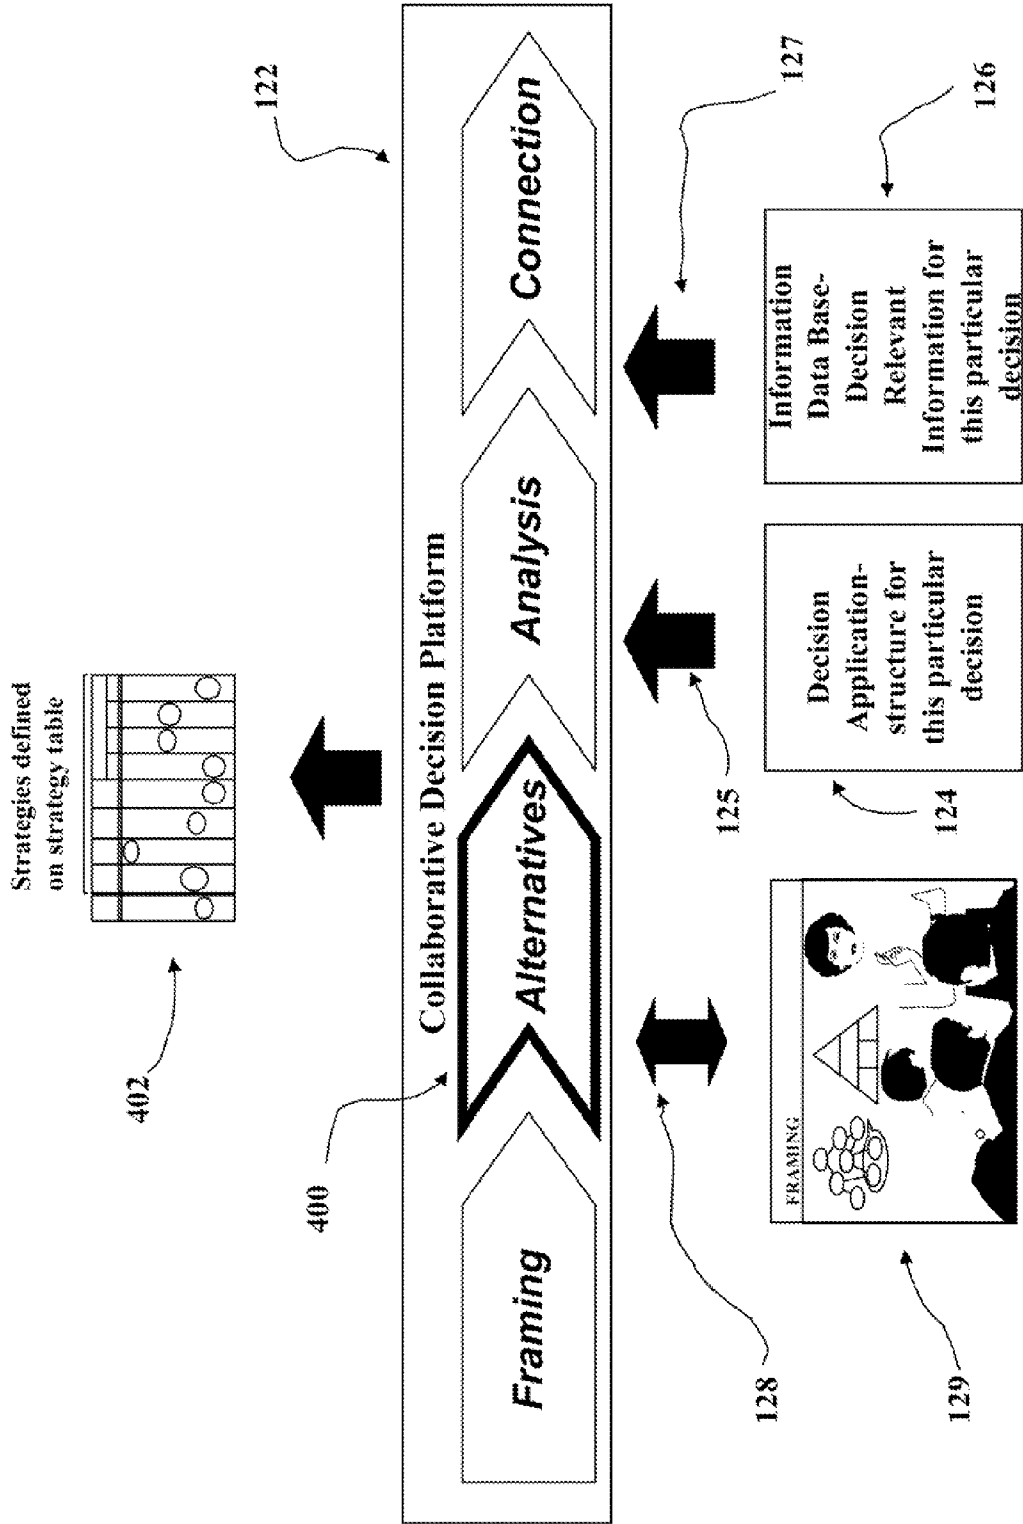 Strategies defined
on strategy table
402
122
400
Collaborative Decision Platform
Framing
Alternatives
Analysis
Connection
128
125
127
129
FRAMING
124
Decision
Application-
structure for
this particular
decision
126
Information
Data Base-
Decision
Relevant
Information for
this particular
decision